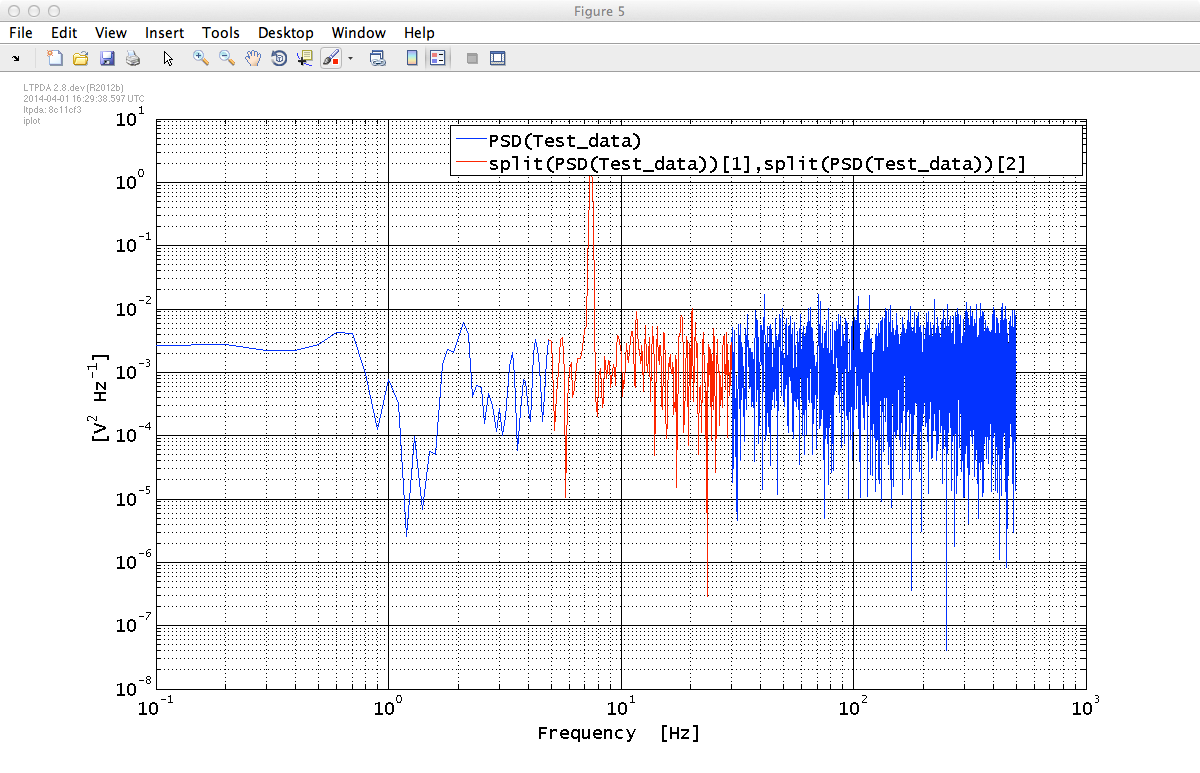 Figure 5
File Edit View Insert Tools Desktop Window Help
LTPDA 2.8.dev (R2012b)
2014-04-01 16:29:38.597 UTC
ltpda: 8c11cf3
iplot
PSD(Test_data)
split(PSD(Test_data))[1],split(PSD(Test_data))[2]
10^1
10^0
10^-1
10^-2
10^-3
10^-4
10^-5
10^-6
10^-7
10^-8
[V^2 Hz^-1]
10^-1 10^0 10^1 10^2 10^3
Frequency [Hz]